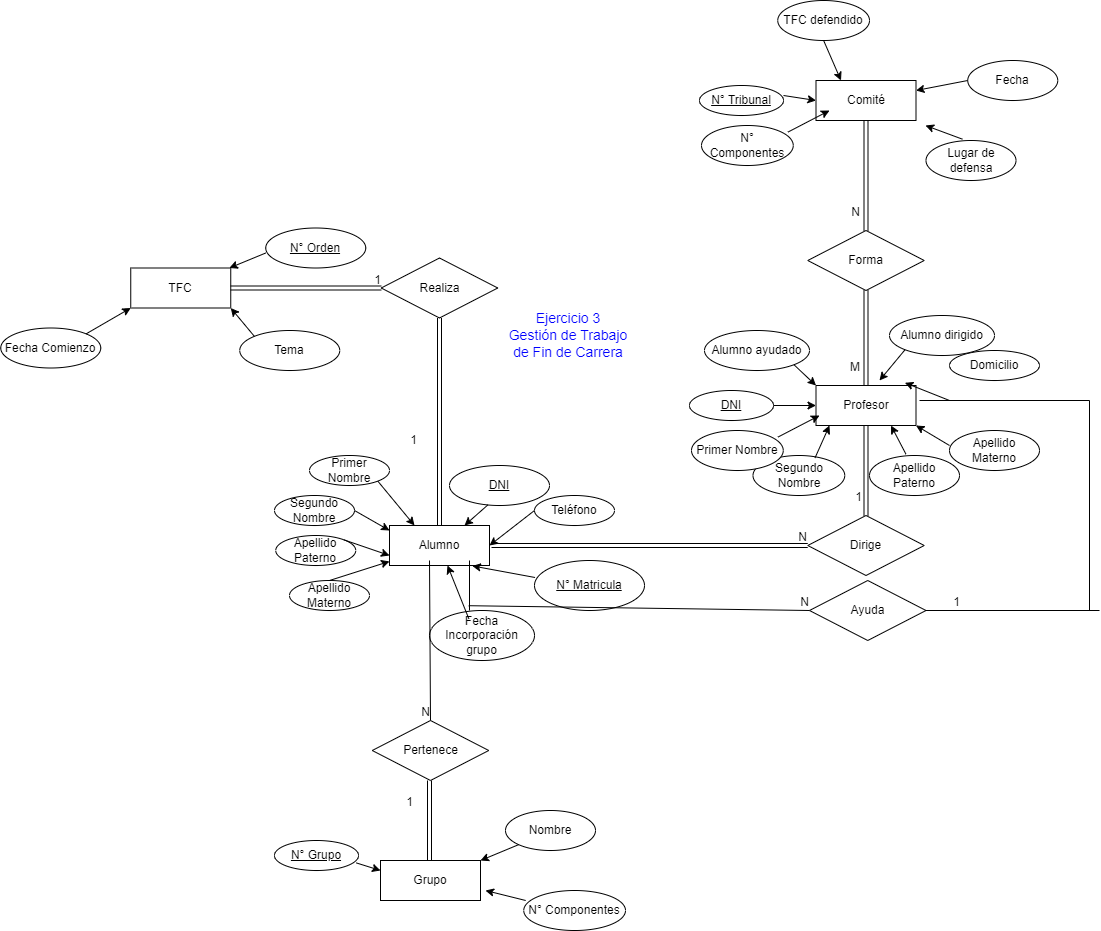 TFC defendido
Fecha
N° Tribunal
Comité
N°
Componentes
Lugar de
defensa
N
Forma
N° Orden
TFC
1
Realiza
Fecha Comienzo
Tema
Ejercicio 3
Gestión de Trabajo
de Fin de Carrera
Alumno dirigido
Alumno ayudado
Domicilio
M
DNI
Profesor
Primer Nombre
Apellido
Materno
Segundo
Nombre
Apellido
Paterno
1
1
Primer
Nombre
DNI
Segundo
Nombre
Teléfono
Apellido
Paterno
Alumno
N
Dirige
Apellido
Materno
N° Matricula
Fecha
Incorporación
grupo
N
Ayuda
1
N
Pertenece
1
Nombre
N° Grupo
Grupo
N° Componentes